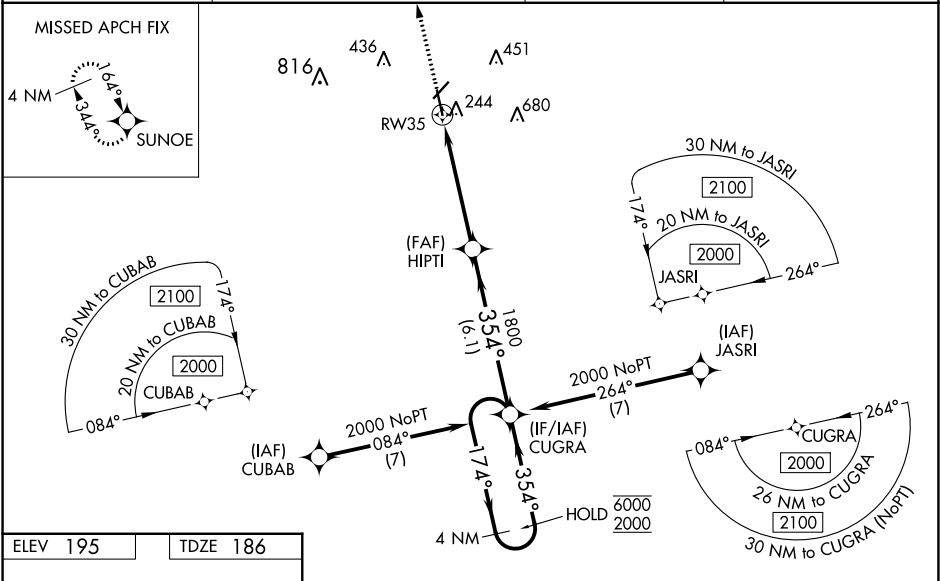 MISSED APCH FIX
4 NM
164°
344°
SUNOE
816
436
451
244
680
RW35
30 NM to JASRI
2100
20 NM to JASRI
2000
174°
JASRI
264°
(FAF)
HIPTI
30 NM to CUBAB
2100
20 NM to CUBAB
2000
174°
CUBAB
084°
1800
354°
(6.1)
(IAF)
JASRI
2000 NoPT
264°
(7)
2000 NoPT
084°
(7)
(IAF)
CUBAB
(IF/IAF)
CUGRA
174°
354°
4 NM
HOLD
6000
2000
084°
264°
CUGRA
2000
26 NM to CUGRA
2100
30 NM to CUGRA (NoPT)
ELEV 195
TDZE 186